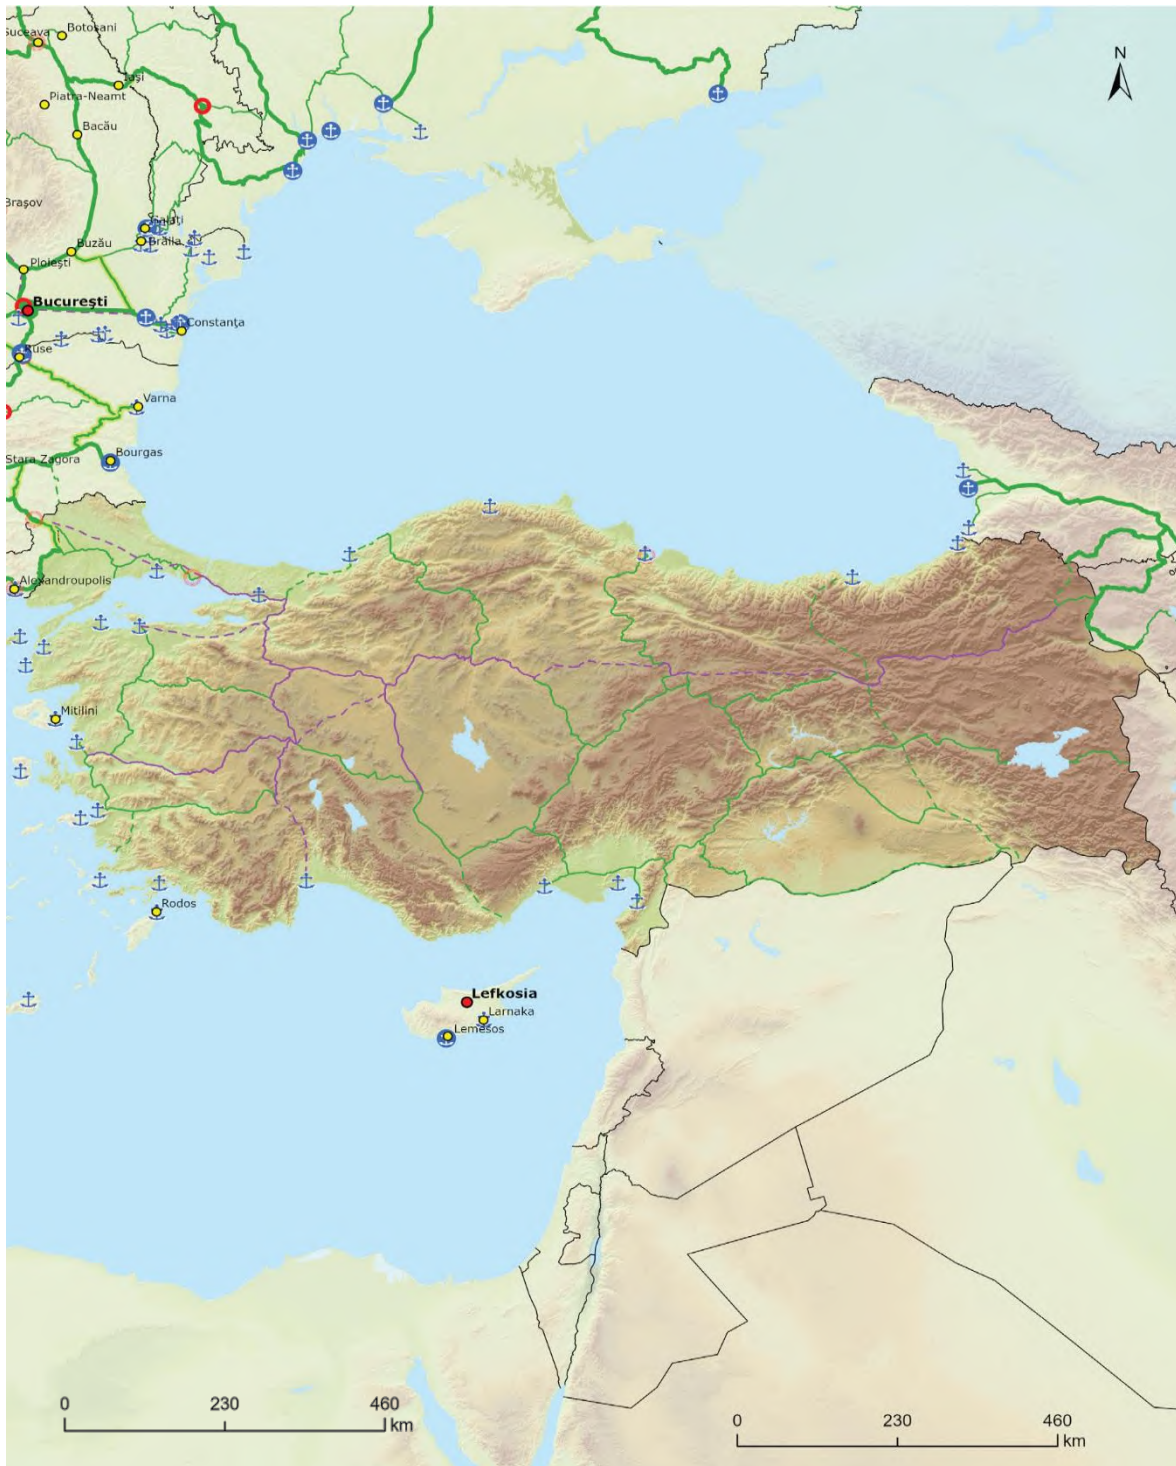 Suceava
Botoșani
N
Iași
Piatra-Neamt
Bacău
Brașov
Galați
Brăila
Buzău
Ploiești
București
Constanța
Ruse
Varna
Bourgas
Stara Zagora
Alexandroupolis
Mitilini
Rodos
Lefkosia
Larnaka
Lemesos
0 230 460
km
0 230 460
km